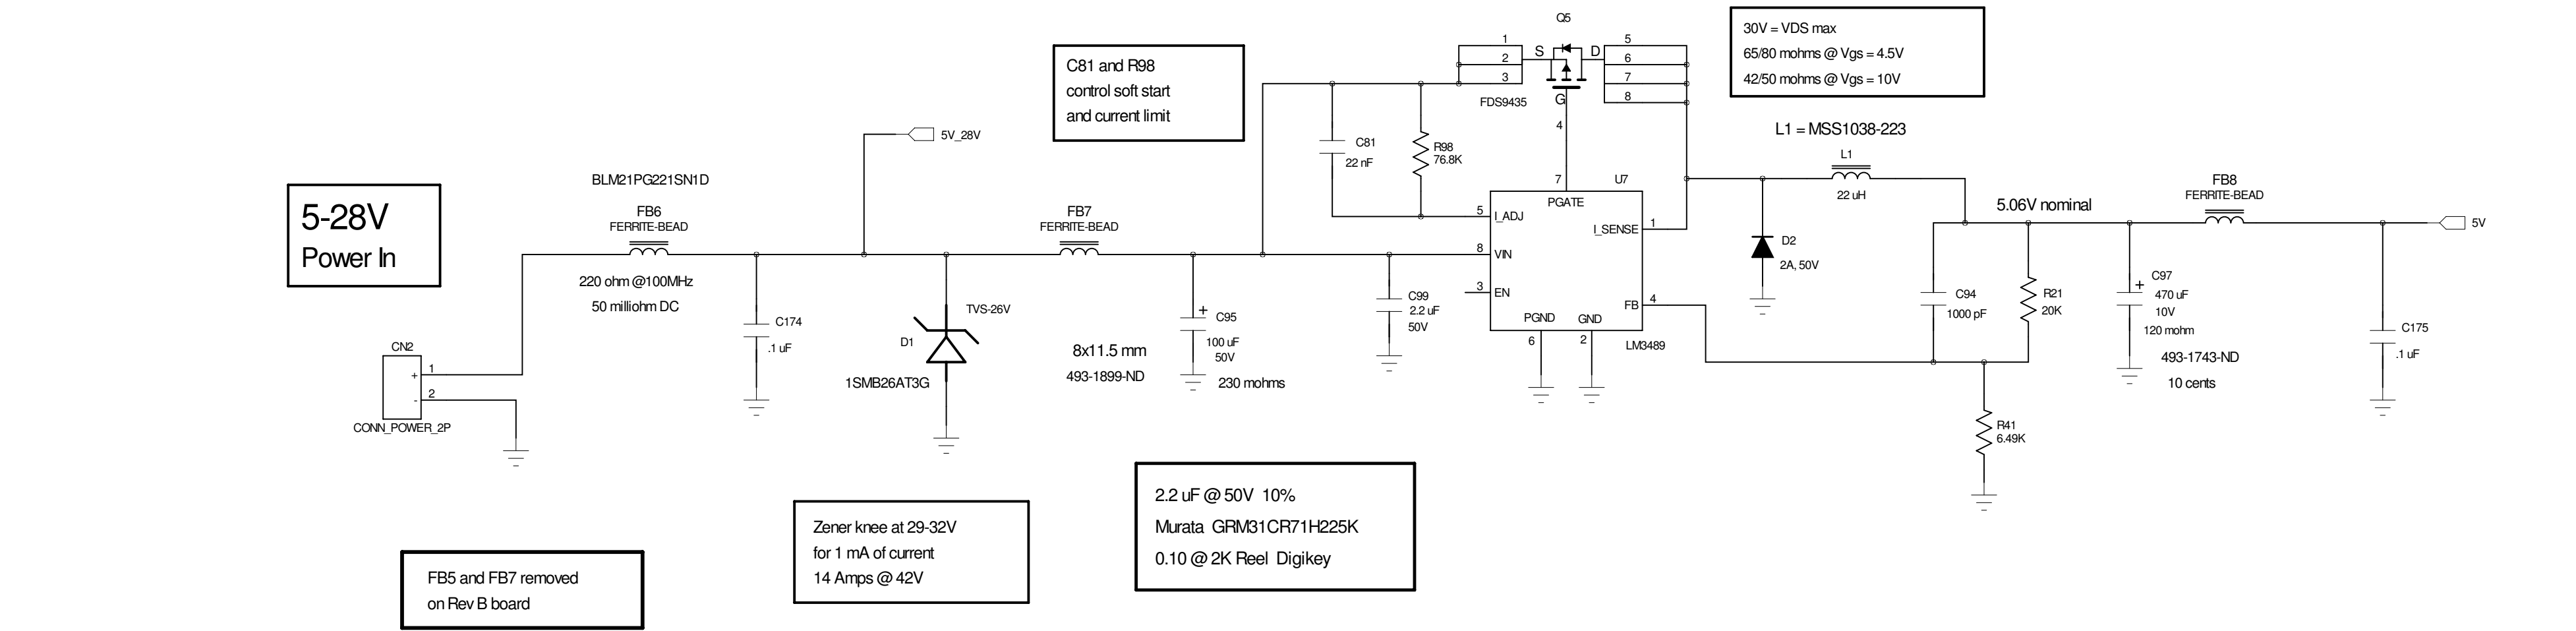 Q5
30V = VDS max
65/80 mohms @ Vgs = 4.5V
42/50 mohms @ Vgs = 10V
C81 and R98
control soft start
and current limit
1
2
3
S
D
5
6
7
8
FDS9435
G
4
L1 = MSS1038-223
5V_28V
C81
22 nF
R98
76.8K
L1
22 uH
BLM21PG221SN1D
7
U7
PGATE
FB8
FERRITE-BEAD
5-28V
Power In
FB6
FERRITE-BEAD
FB7
FERRITE-BEAD
5
I_ADJ
I_SENSE
1
5.06V nominal
5V
8
VIN
D2
2A, 50V
220 ohm @100MHz
50 milliohm DC
3
EN
FB
4
C99
2.2 uF
50V
C94
1000 pF
R21
20K
C97
+
470 uF
10V
120 mohm
493-1743-ND
10 cents
C174
.1 uF
TVS-26V
D1
1SMB26AT3G
+
C95
100 uF
50V
230 mohms
8x11.5 mm
493-1899-ND
PGND
GND
6
2
LM3489
C175
.1 uF
CN2
+
1
-
2
CONN_POWER_2P
R41
6.49K
2.2 uF @ 50V 10%
Murata GRM31CR71H225K
0.10 @ 2K Reel Digikey
Zener knee at 29-32V
for 1 mA of current
14 Amps @ 42V
FB5 and FB7 removed
on Rev B board